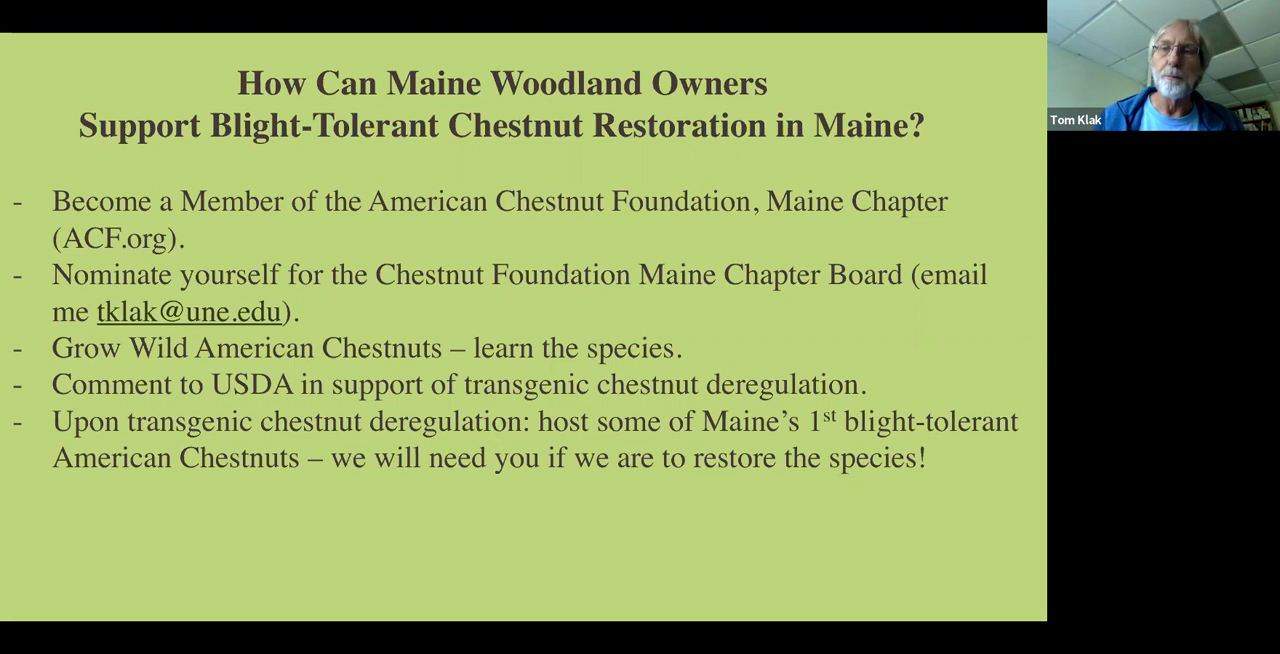 How Can Maine Woodland Owners
Support Blight-Tolerant Chestnut Restoration in Maine?
- Become a Member of the American Chestnut Foundation, Maine Chapter
(ACF.org).
- Nominate yourself for the Chestnut Foundation Maine Chapter Board (email
me tklak@une.edu).
- Grow Wild American Chestnuts – learn the species.
- Comment to USDA in support of transgenic chestnut deregulation.
- Upon transgenic chestnut deregulation: host some of Maine’s 1st blight-tolerant
American Chestnuts – we will need you if we are to restore the species!
Tom Klak